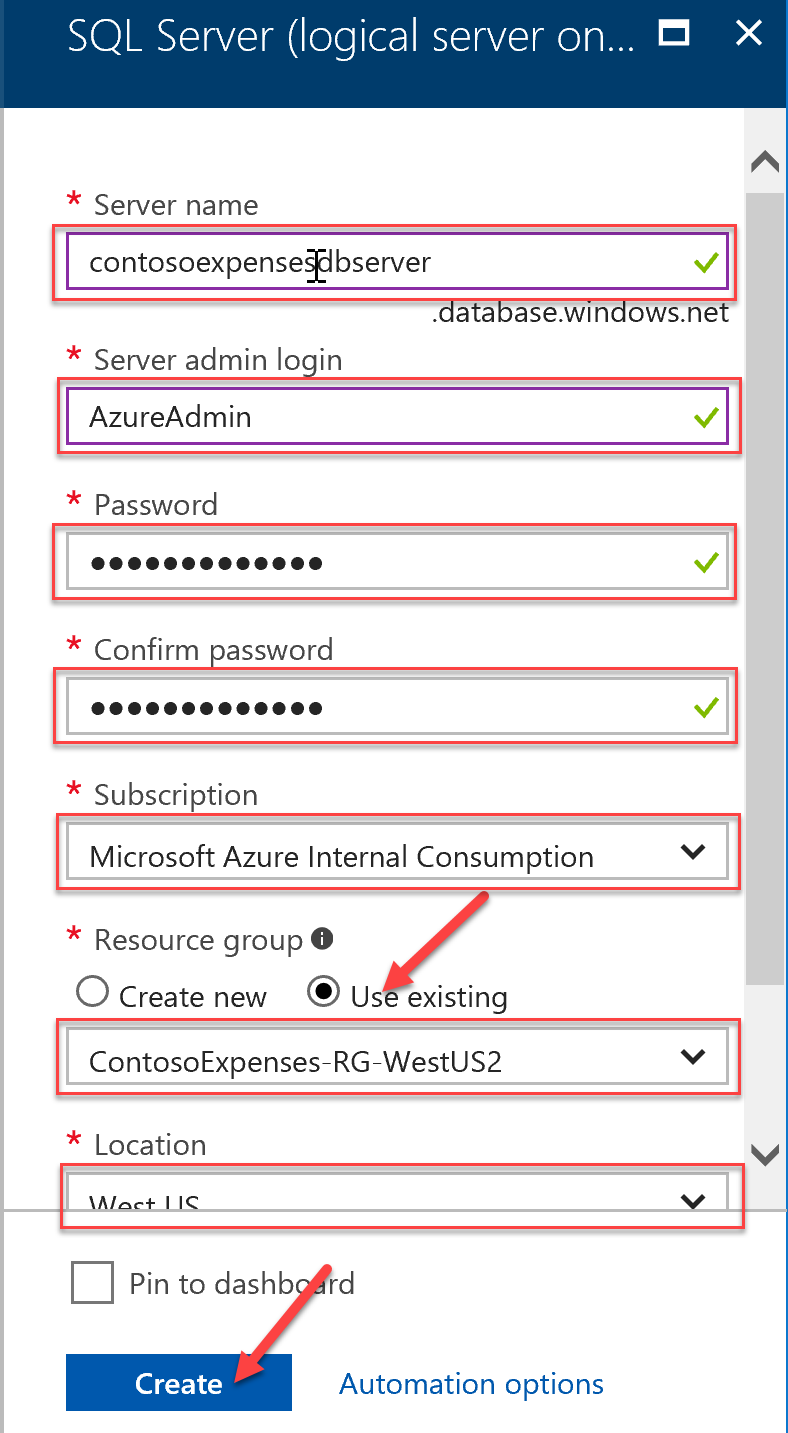 SQL Server (logical server on...
* Server name
contosoexpensesdbserver
.database.windows.net
* Server admin login
AzureAdmin
* Password
●●●●●●●●●●●●●
* Confirm password
●●●●●●●●●●●●●
* Subscription
Microsoft Azure Internal Consumption
* Resource group
Create new Use existing
ContosoExpenses-RG-WestUS2
* Location
West US
Pin to dashboard
Create Automation options